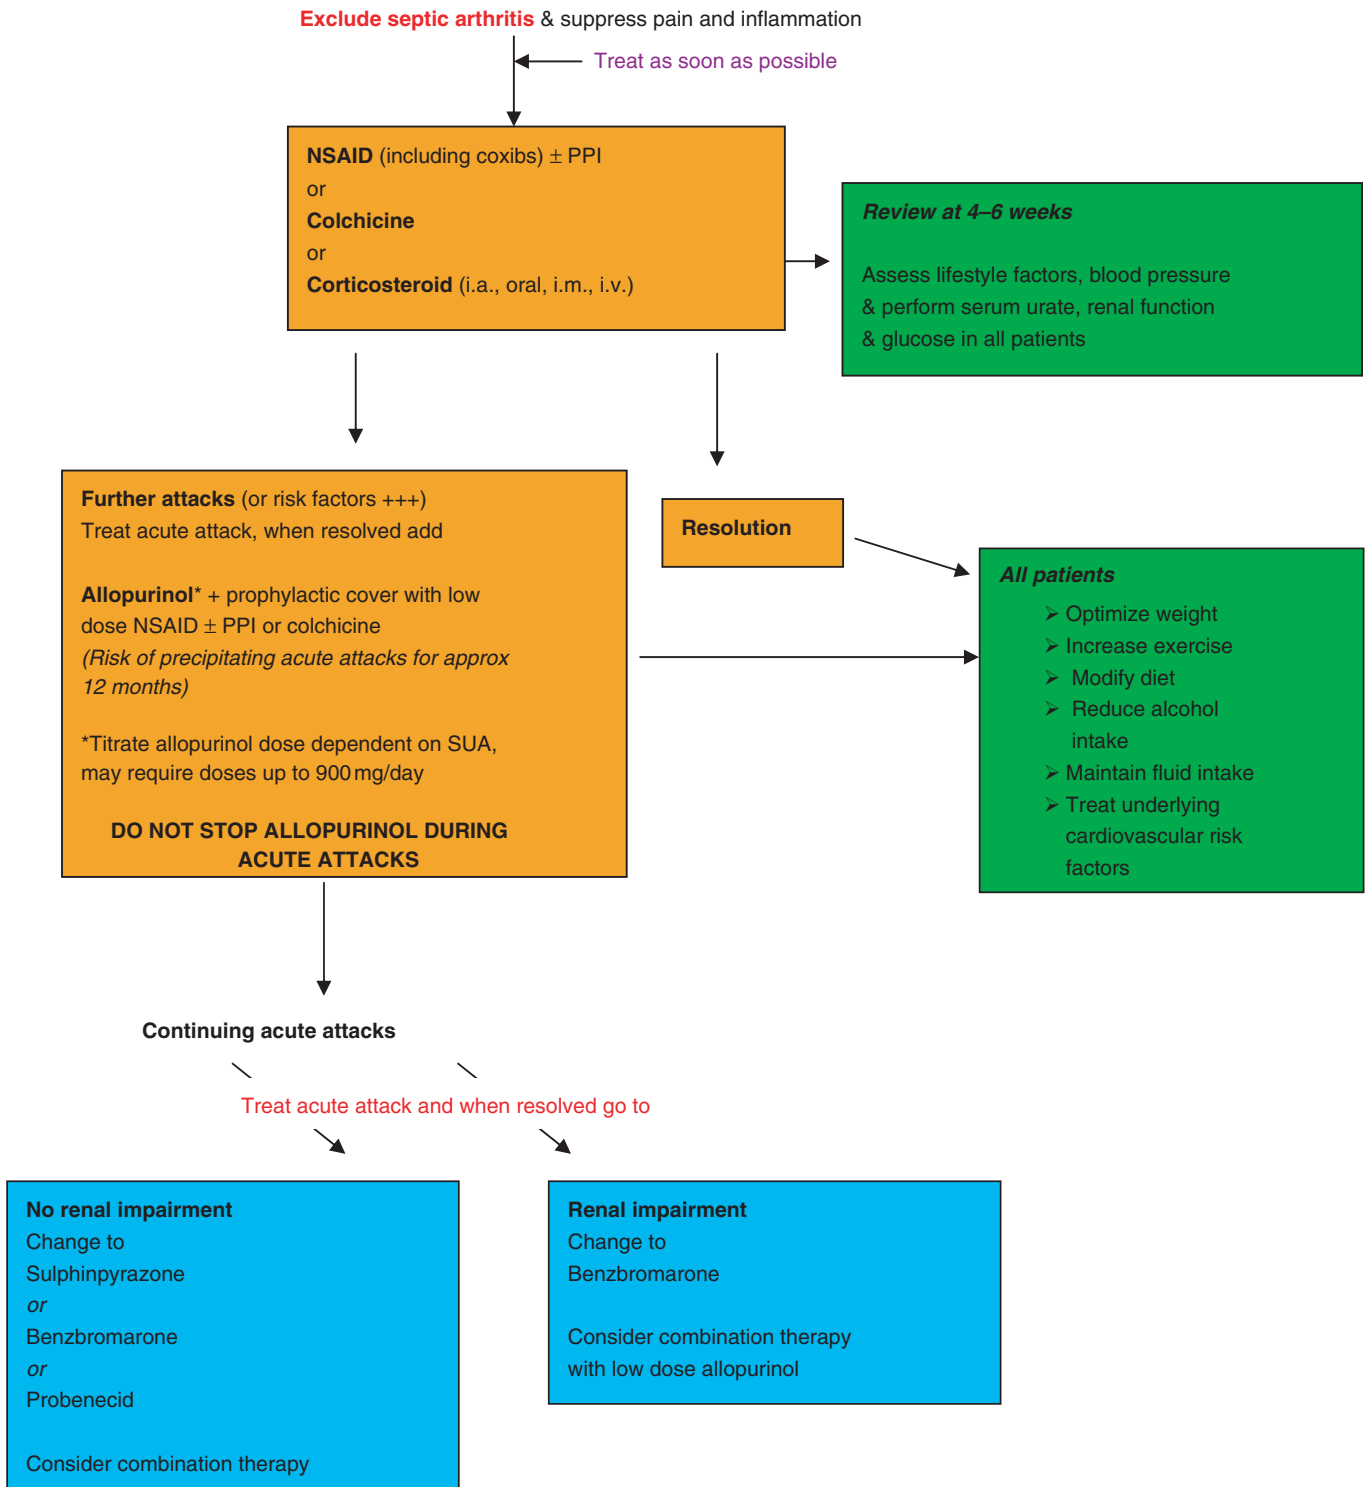 Exclude septic arthritis & suppress pain and inflammation
Treat as soon as possible
NSAID (including coxibs) ± PPI
or
Colchicine
or
Corticosteroid (i.a., oral, i.m., i.v.)
Review at 4–6 weeks
Assess lifestyle factors, blood pressure
& perform serum urate, renal function
& glucose in all patients
Further attacks (or risk factors +++)
Treat acute attack, when resolved add
Allopurinol* + prophylactic cover with low
dose NSAID ± PPI or colchicine
(Risk of precipitating acute attacks for approx
12 months)
*Titrate allopurinol dose dependent on SUA,
may require doses up to 900 mg/day
DO NOT STOP ALLOPURINOL DURING
ACUTE ATTACKS
Resolution
All patients
➢ Optimize weight
➢ Increase exercise
➢ Modify diet
➢ Reduce alcohol
intake
➢ Maintain fluid intake
➢ Treat underlying
cardiovascular risk
factors
Continuing acute attacks
Treat acute attack and when resolved go to
No renal impairment
Change to
Sulphinpyrazone
or
Benzbromarone
or
Probenecid
Consider combination therapy
Renal impairment
Change to
Benzbromarone
Consider combination therapy
with low dose allopurinol